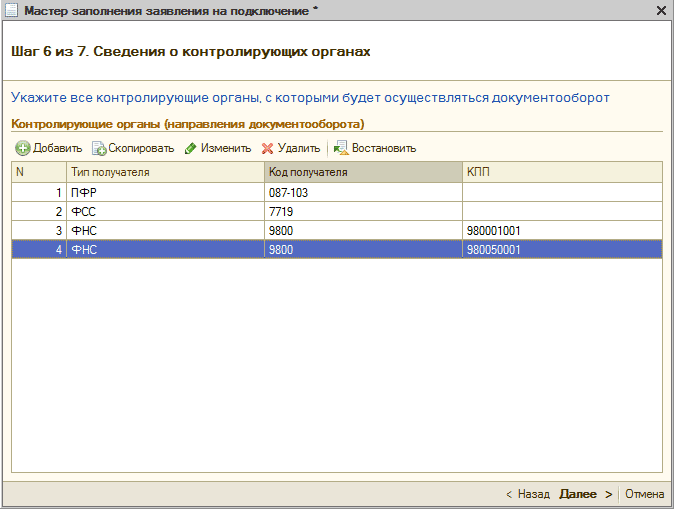 Мастер заполнения заявления на подключение *
Шаг 6 из 7. Сведения о контролирующих органах
Укажите все контролирующие органы, с которыми будет осуществляться документооборот
Контролирующие органы (направления документооборота)
Добавить Скопировать Изменить Удалить Востановить
N Тип получателя Код получателя КПП
1 ПФР 087-103
2 ФСС 7719
3 ФНС 9800 980001001
4 ФНС 9800 980050001
< Назад Далее > Отмена